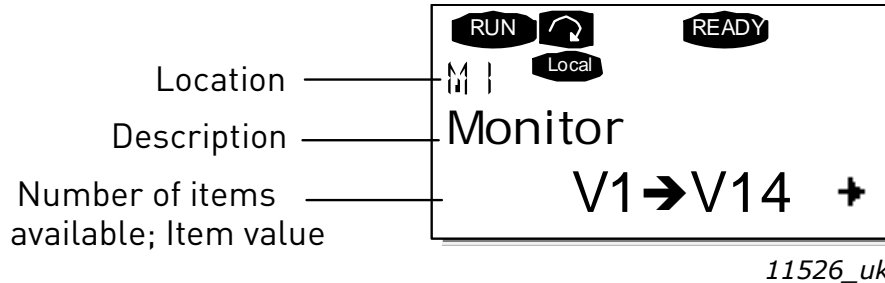 RUN READY
Local
Location M1
Description Monitor
Number of items
available; Item value V1➔V14 ➔
11526_uk